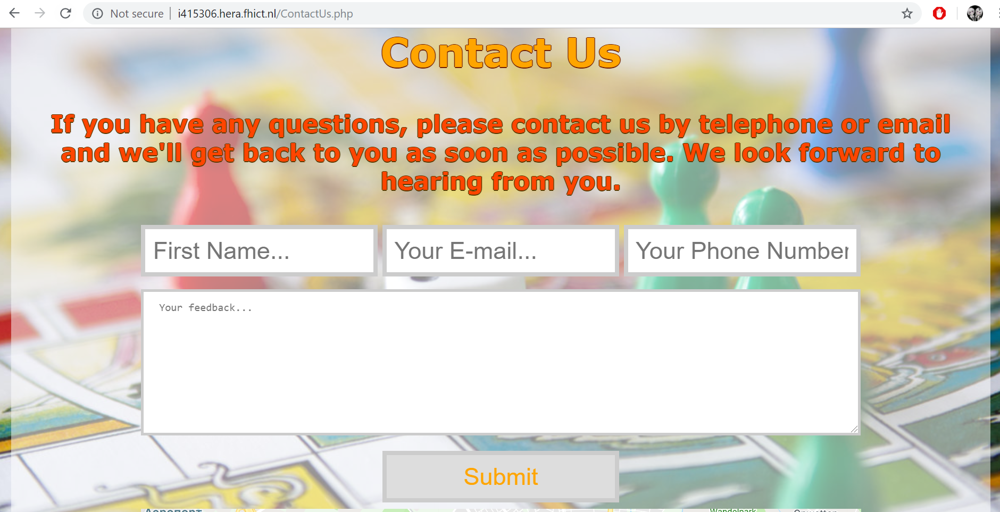 Not secure | i415306.hera.fhict.nl/ContactUs.php
Contact Us
If you have any questions, please contact us by telephone or email
and we'll get back to you as soon as possible. We look forward to
hearing from you.
First Name... Your E-mail... Your Phone Number
Your feedback...
Submit
Аеропорт Wandelpark